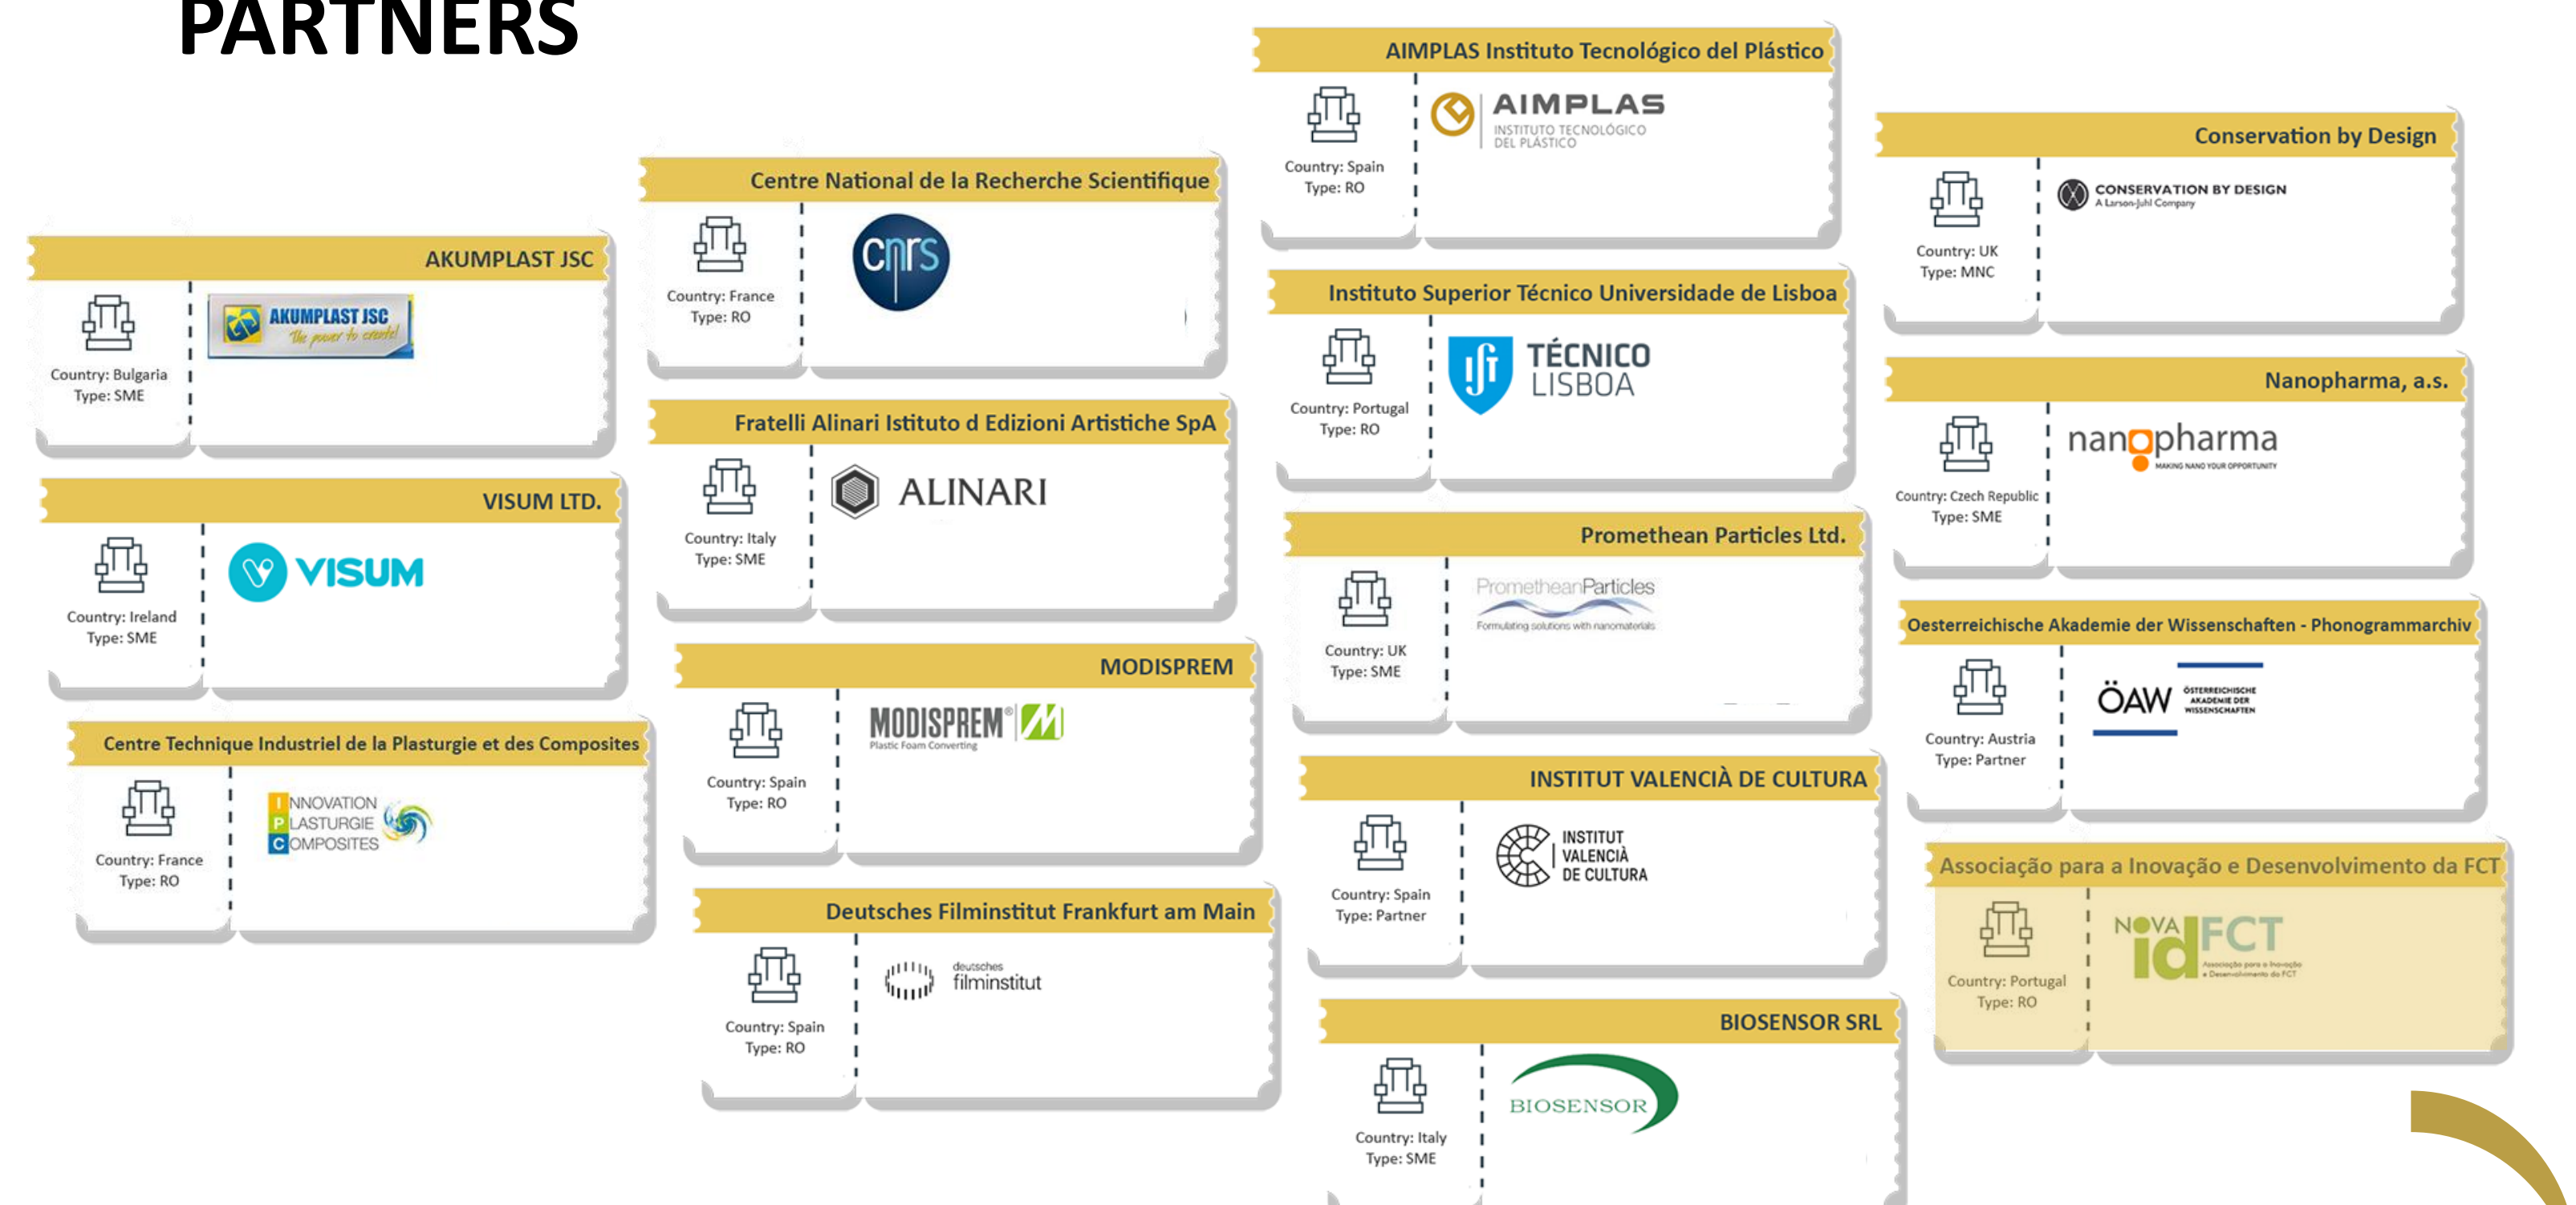 PARTNERS
AKUMPLAST JSC
AKUMPLAST JSC
The power to create!
Country: Bulgaria
Type: SME
VISUM LTD.
VISUM
Country: Ireland
Type: SME
Centre Technique Industriel de la Plasturgie et des Composites
INNOVATION
PLASTURGIE
COMPOSITES
Country: France
Type: RO
Centre National de la Recherche Scientifique
cnrs
Country: France
Type: RO
Fratelli Alinari Istituto d Edizioni Artistiche SpA
ALINARI
Country: Italy
Type: SME
MODISPREM
MODISPREM®
Plastic Foam Converting
Country: Spain
Type: RO
Deutsches Filminstitut Frankfurt am Main
deutsches
filminstitut
Country: Spain
Type: RO
AIMPLAS Instituto Tecnológico del Plástico
AIMPLAS
INSTITUTO TECNOLÓGICO
DEL PLÁSTICO
Country: Spain
Type: RO
Instituto Superior Técnico Universidade de Lisboa
TÉCNICO
LISBOA
Country: Portugal
Type: RO
Promethean Particles Ltd.
PrometheanParticles
Formulating solutions with nanomaterials
Country: UK
Type: SME
INSTITUT VALENCIÀ DE CULTURA
INSTITUT
VALENCIÀ
DE CULTURA
Country: Spain
Type: Partner
BIOSENSOR SRL
BIOSENSOR
Country: Italy
Type: SME
Conservation by Design
CONSERVATION BY DESIGN
A Larson-Juhl Company
Country: UK
Type: MNC
Nanopharma, a.s.
nanopharma
MAKING NANO YOUR OPPORTUNITY
Country: Czech Republic
Type: SME
Oesterreichische Akademie der Wissenschaften - Phonogrammarchiv
ÖAW
ÖSTERREICHISCHE
AKADEMIE DER
WISSENSCHAFTEN
Country: Austria
Type: Partner
Associação para a Inovação e Desenvolvimento da FCT
NOVA
id FCT
Associação para a Inovação
e Desenvolvimento da FCT
Country: Portugal
Type: RO